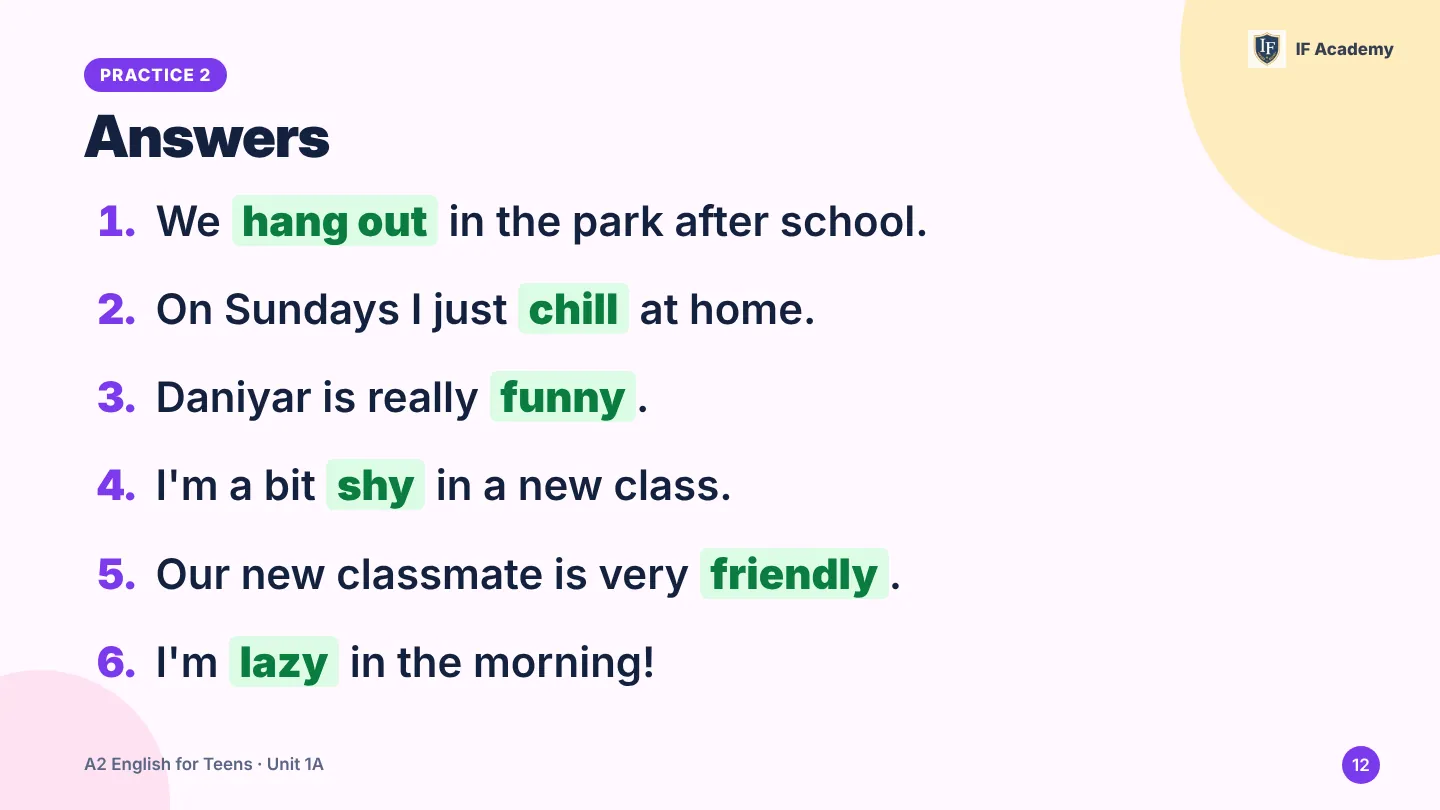 IF
IF Academy
PRACTICE 2
Answers
1. We hang out in the park after school.
2. On Sundays I just chill at home.
3. Daniyar is really funny.
4. I'm a bit shy in a new class.
5. Our new classmate is very friendly.
6. I'm lazy in the morning!
A2 English for Teens · Unit 1A
12